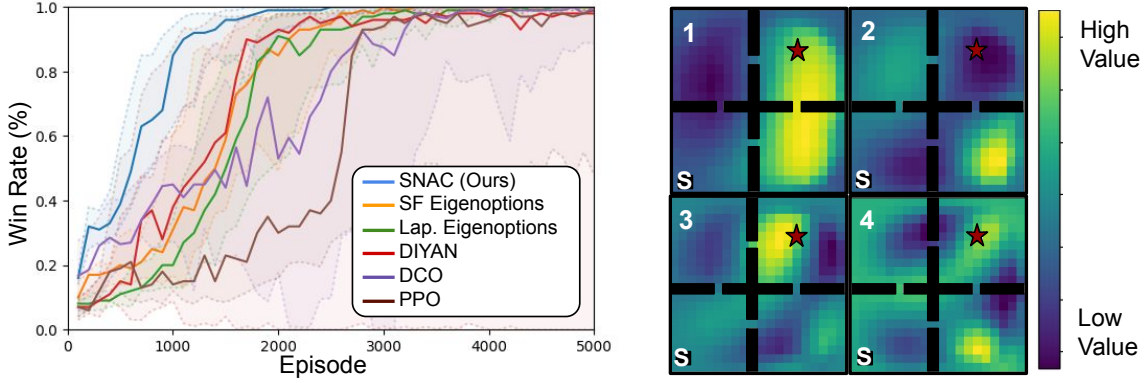 1.0
0.8
0.6
0.4
0.2
0.0
Win Rate (%)
SNAC (Ours)
SF Eigenoptions
Lap. Eigenoptions
DIYAN
DCO
PPO
0
1000
2000
3000
4000
5000
Episode
1
S
2
S
3
S
4
S
High
Value
Low
Value